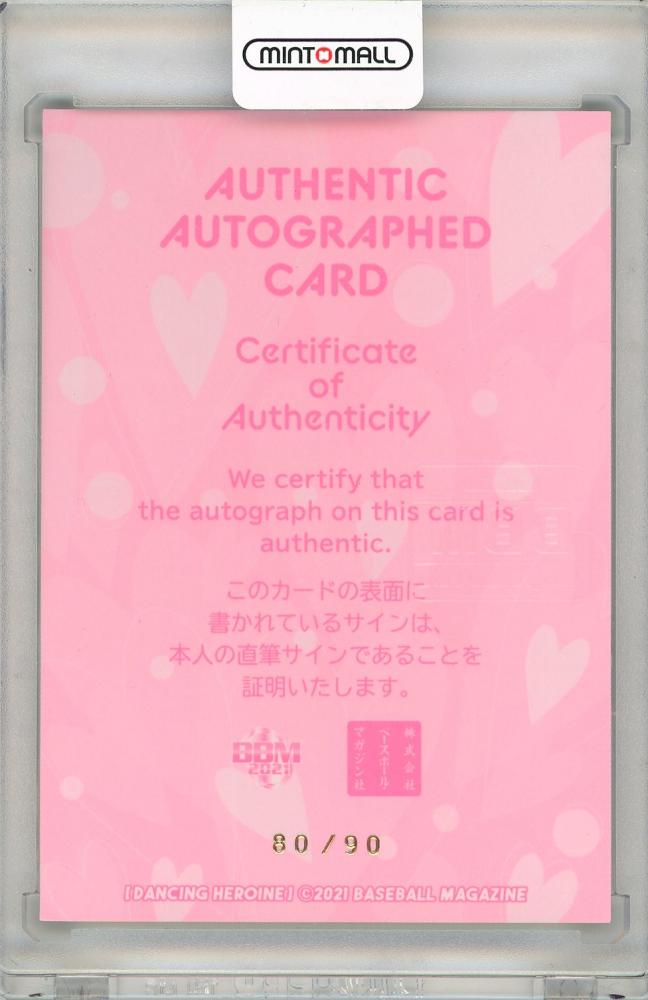 MINTMALL
AUTHENTIC
AUTOGRAPHED
CARD
Certificate
of
Authenticity
We certify that
the autograph on this card is
authentic.
このカードの表面に
書かれているサインは、
本人の直筆サインであることを
証明いたします。
BBM
2021
株式会社
ベースボール
マガジン社
80/90
[DANCING HEROINE] ©2021 BASEBALL MAGAZINE